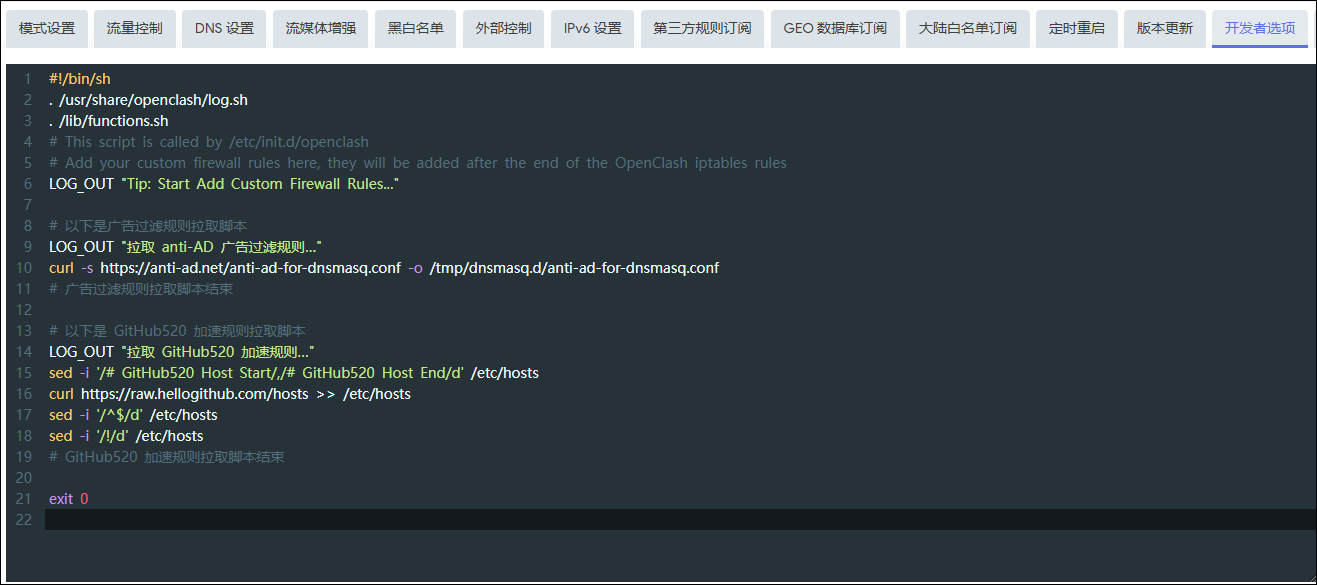 模式设置 流量控制 DNS 设置 流媒体增强 黑白名单 外部控制 IPv6 设置 第三方规则订阅 GEO 数据库订阅 大陆白名单订阅 定时重启 版本更新 开发者选项
1 #!/bin/sh
2 . /usr/share/openclash/log.sh
3 . /lib/functions.sh
4 # This script is called by /etc/init.d/openclash
5 # Add your custom firewall rules here, they will be added after the end of the OpenClash iptables rules
6 LOG_OUT "Tip: Start Add Custom Firewall Rules..."
7
8 # 以下是广告过滤规则拉取脚本
9 LOG_OUT "拉取 anti-AD 广告过滤规则…"
10 curl -s https://anti-ad.net/anti-ad-for-dnsmasq.conf -o /tmp/dnsmasq.d/anti-ad-for-dnsmasq.conf
11 # 广告过滤规则拉取脚本结束
12
13 # 以下是 GitHub520 加速规则拉取脚本
14 LOG_OUT "拉取 GitHub520 加速规则…"
15 sed -i '/# GitHub520 Host Start/,/# GitHub520 Host End/d' /etc/hosts
16 curl https://raw.hellogithub.com/hosts >> /etc/hosts
17 sed -i '/^$/d' /etc/hosts
18 sed -i '/!/d' /etc/hosts
19 # GitHub520 加速规则拉取脚本结束
20
21 exit 0
22